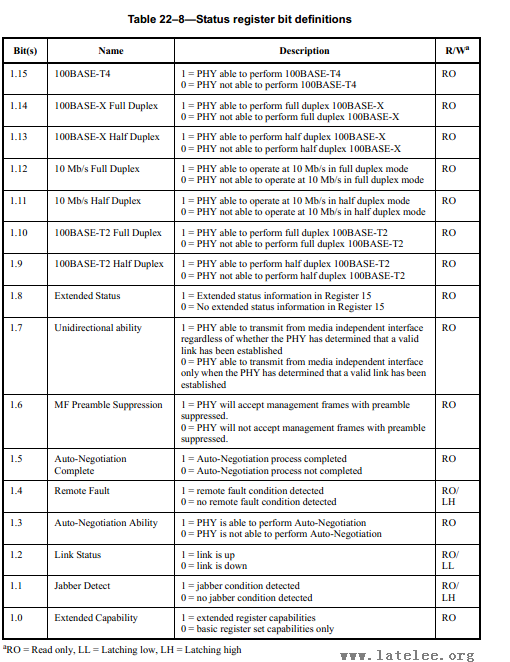 Table 22–8—Status register bit definitions
Bit(s) Name Description R/Wᵃ
1.15 100BASE-T4 1 = PHY able to perform 100BASE-T4 RO
0 = PHY not able to perform 100BASE-T4
1.14 100BASE-X Full Duplex 1 = PHY able to perform full duplex 100BASE-X RO
0 = PHY not able to perform full duplex 100BASE-X
1.13 100BASE-X Half Duplex 1 = PHY able to perform half duplex 100BASE-X RO
0 = PHY not able to perform half duplex 100BASE-X
1.12 10 Mb/s Full Duplex 1 = PHY able to operate at 10 Mb/s in full duplex mode RO
0 = PHY not able to operate at 10 Mb/s in full duplex mode
1.11 10 Mb/s Half Duplex 1 = PHY able to operate at 10 Mb/s in half duplex mode RO
0 = PHY not able to operate at 10 Mb/s in half duplex mode
1.10 100BASE-T2 Full Duplex 1 = PHY able to perform full duplex 100BASE-T2 RO
0 = PHY not able to perform full duplex 100BASE-T2
1.9 100BASE-T2 Half Duplex 1 = PHY able to perform half duplex 100BASE-T2 RO
0 = PHY not able to perform half duplex 100BASE-T2
1.8 Extended Status 1 = Extended status information in Register 15 RO
0 = No extended status information in Register 15
1.7 Unidirectional ability 1 = PHY able to transmit from media independent interface RO
regardless of whether the PHY has determined that a valid
link has been established
0 = PHY able to transmit from media independent interface
only when the PHY has determined that a valid link has been
established
1.6 MF Preamble Suppression 1 = PHY will accept management frames with preamble RO
suppressed.
0 = PHY will not accept management frames with preamble
suppressed.
1.5 Auto-Negotiation 1 = Auto-Negotiation process completed RO
Complete 0 = Auto-Negotiation process not completed
1.4 Remote Fault 1 = remote fault condition detected RO/
0 = no remote fault condition detected LH
1.3 Auto-Negotiation Ability 1 = PHY is able to perform Auto-Negotiation RO
0 = PHY is not able to perform Auto-Negotiation
1.2 Link Status 1 = link is up RO/
0 = link is down LL
1.1 Jabber Detect 1 = jabber condition detected RO/
0 = no jabber condition detected LH
1.0 Extended Capability 1 = extended register capabilities RO
0 = basic register set capabilities only
ᵃRO = Read only, LL = Latching low, LH = Latching high
www.latelee.org